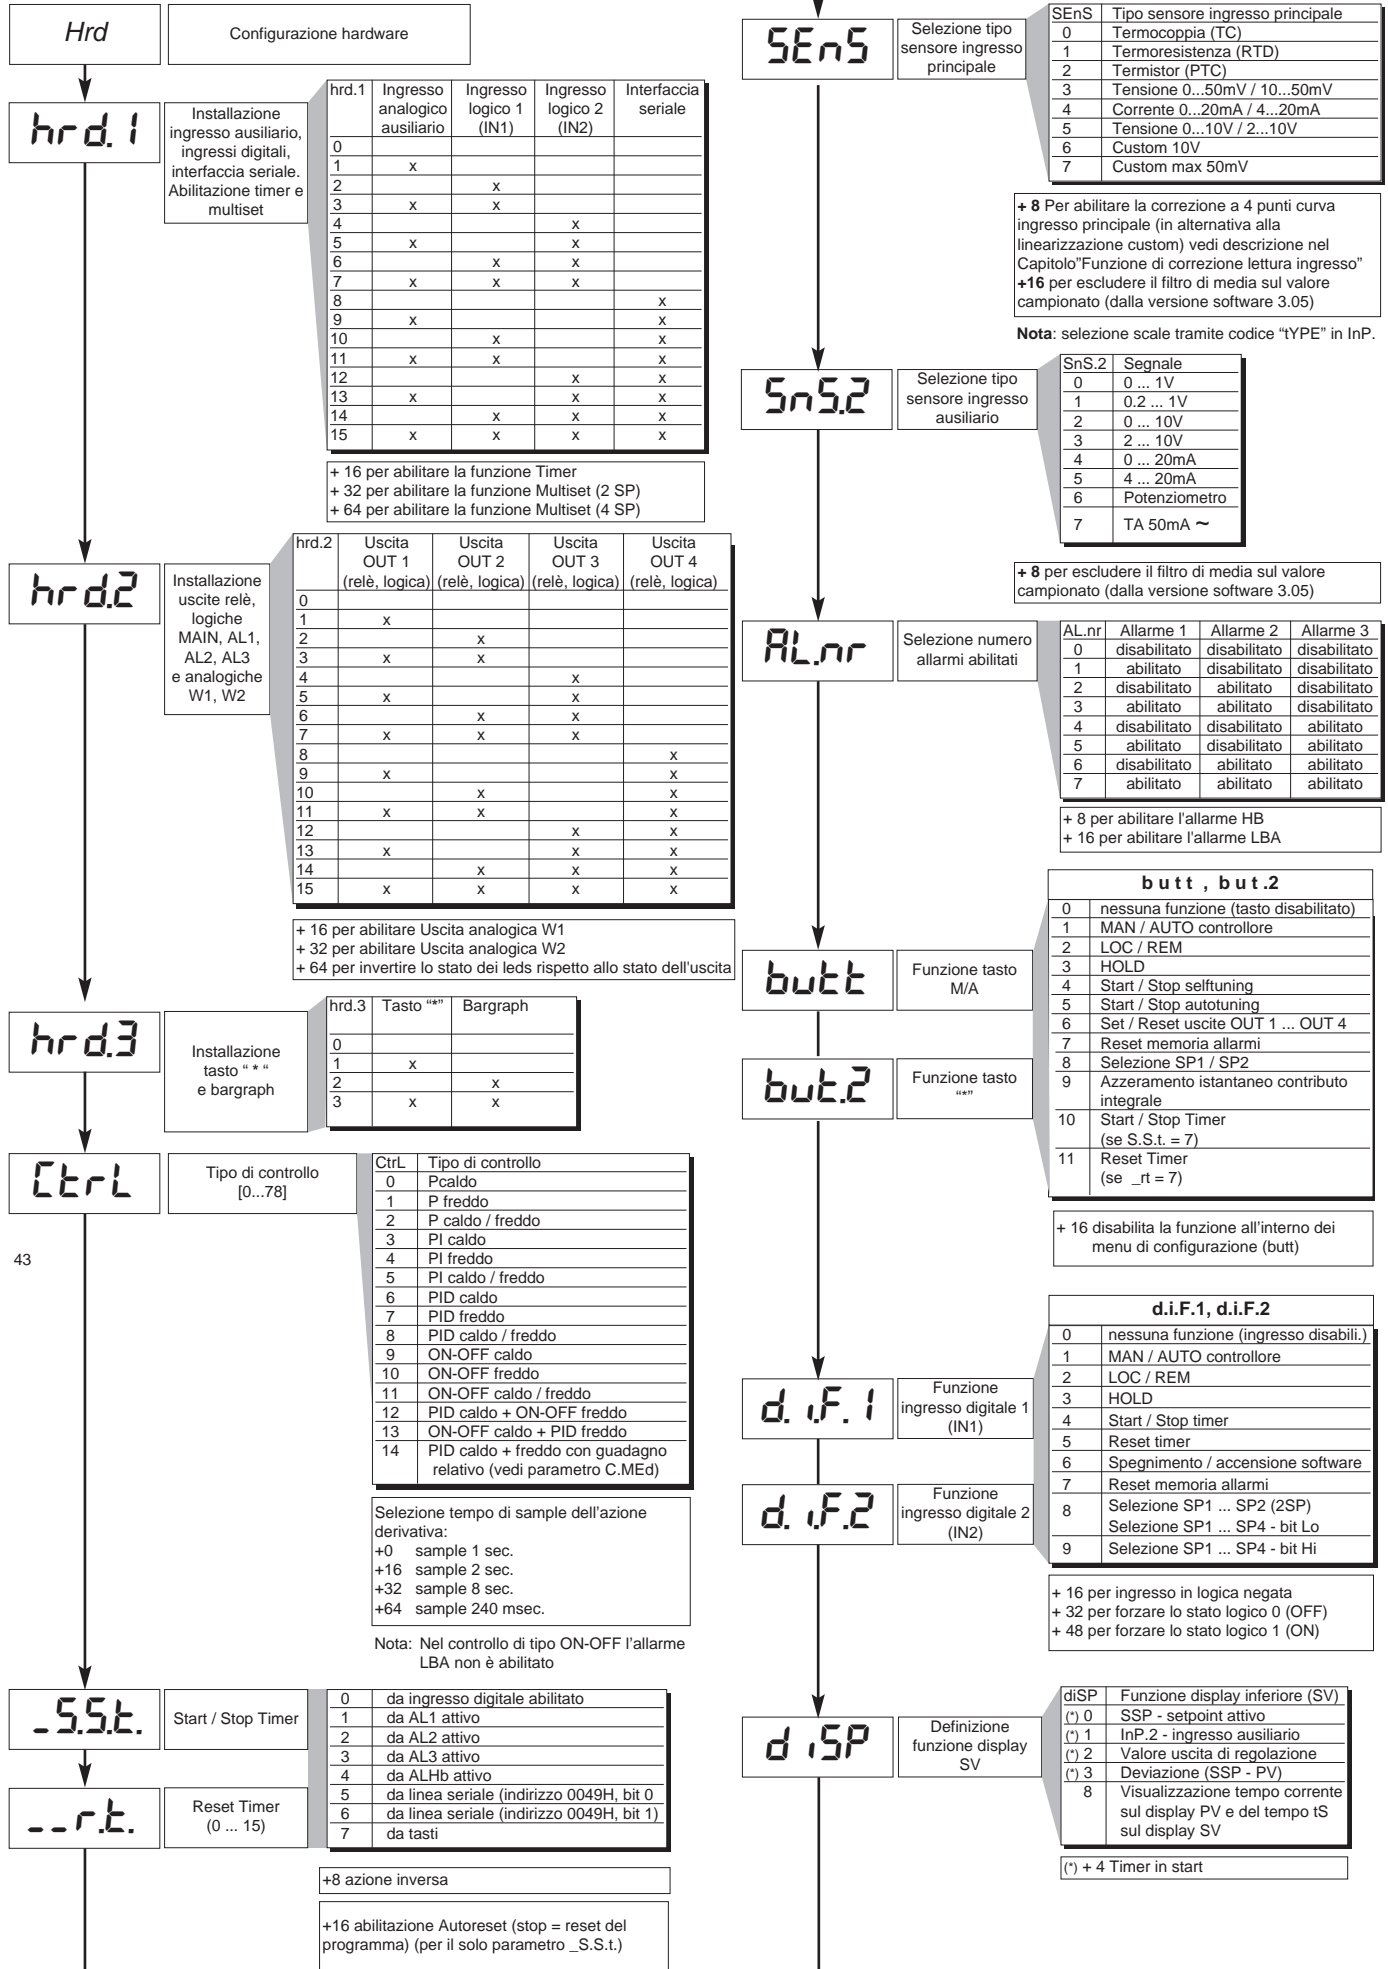 Hrd
Configurazione hardware
hrd.1
Installazione
ingresso ausiliario,
ingressi digitali,
interfaccia seriale.
Abilitazione timer e
multiset
hrd.1 Ingresso analogico ausiliario Ingresso logico 1 (IN1) Ingresso logico 2 (IN2) Interfaccia seriale
0
1 x
2 x
3 x x
4 x
5 x x
6 x x
7 x x x
8 x
9 x x
10 x x
11 x x x
12 x x
13 x x x
14 x x x
15 x x x x
+ 16 per abilitare la funzione Timer
+ 32 per abilitare la funzione Multiset (2 SP)
+ 64 per abilitare la funzione Multiset (4 SP)
hrd.2
Installazione
uscite relè,
logiche
MAIN, AL1,
AL2, AL3
e analogiche
W1, W2
hrd.2 Uscita OUT 1 (relè, logica) Uscita OUT 2 (relè, logica) Uscita OUT 3 (relè, logica) Uscita OUT 4 (relè, logica)
0
1 x
2 x
3 x x
4 x
5 x x
6 x x
7 x x x
8 x
9 x x
10 x x
11 x x x
12 x x
13 x x x
14 x x x
15 x x x x
+ 16 per abilitare Uscita analogica W1
+ 32 per abilitare Uscita analogica W2
+ 64 per invertire lo stato dei leds rispetto allo stato dell'uscita
hrd.3
Installazione
tasto “ * “
e bargraph
hrd.3 Tasto “*” Bargraph
0
1 x
2 x
3 x x
CtrL
Tipo di controllo
[0...78]
CtrL Tipo di controllo
0 Pcaldo
1 P freddo
2 P caldo / freddo
3 PI caldo
4 PI freddo
5 PI caldo / freddo
6 PID caldo
7 PID freddo
8 PID caldo / freddo
9 ON-OFF caldo
10 ON-OFF freddo
11 ON-OFF caldo / freddo
12 PID caldo + ON-OFF freddo
13 ON-OFF caldo + PID freddo
14 PID caldo + freddo con guadagno
relativo (vedi parametro C.MEd)
43
Selezione tempo di sample dell'azione
derivativa:
+0 sample 1 sec.
+16 sample 2 sec.
+32 sample 8 sec.
+64 sample 240 msec.
Nota: Nel controllo di tipo ON-OFF l'allarme
LBA non è abilitato
_S.S.t.
Start / Stop Timer
__r.t.
Reset Timer
(0 ... 15)
0 da ingresso digitale abilitato
1 da AL1 attivo
2 da AL2 attivo
3 da AL3 attivo
4 da ALHb attivo
5 da linea seriale (indirizzo 0049H, bit 0
6 da linea seriale (indirizzo 0049H, bit 1)
7 da tasti
+8 azione inversa
+16 abilitazione Autoreset (stop = reset del
programma) (per il solo parametro _S.S.t.)
SEnS
Selezione tipo
sensore ingresso
principale
SEnS Tipo sensore ingresso principale
0 Termocoppia (TC)
1 Termoresistenza (RTD)
2 Termistor (PTC)
3 Tensione 0...50mV / 10...50mV
4 Corrente 0...20mA / 4...20mA
5 Tensione 0...10V / 2...10V
6 Custom 10V
7 Custom max 50mV
+ 8 Per abilitare la correzione a 4 punti curva
ingresso principale (in alternativa alla
linearizzazione custom) vedi descrizione nel
Capitolo”Funzione di correzione lettura ingresso”
+16 per escludere il filtro di media sul valore
campionato (dalla versione software 3.05)
Nota: selezione scale tramite codice “tYPE” in InP.
SnS.2
Selezione tipo
sensore ingresso
ausiliario
SnS.2 Segnale
0 0 ... 1V
1 0.2 ... 1V
2 0 ... 10V
3 2 ... 10V
4 0 ... 20mA
5 4 ... 20mA
6 Potenziometro
7 TA 50mA ~
+ 8 per escludere il filtro di media sul valore
campionato (dalla versione software 3.05)
AL.nr
Selezione numero
allarmi abilitati
AL.nr Allarme 1 Allarme 2 Allarme 3
0 disabilitato disabilitato disabilitato
1 abilitato disabilitato disabilitato
2 disabilitato abilitato disabilitato
3 abilitato abilitato disabilitato
4 disabilitato disabilitato abilitato
5 abilitato disabilitato abilitato
6 disabilitato abilitato abilitato
7 abilitato abilitato abilitato
+ 8 per abilitare l'allarme HB
+ 16 per abilitare l'allarme LBA
butt
Funzione tasto
M/A
but.2
Funzione tasto
“*”
b u t t , b u t .2
0 nessuna funzione (tasto disabilitato)
1 MAN / AUTO controllore
2 LOC / REM
3 HOLD
4 Start / Stop selftuning
5 Start / Stop autotuning
6 Set / Reset uscite OUT 1 ... OUT 4
7 Reset memoria allarmi
8 Selezione SP1 / SP2
9 Azzeramento istantaneo contributo
integrale
10 Start / Stop Timer
(se S.S.t. = 7)
11 Reset Timer
(se _rt = 7)
+ 16 disabilita la funzione all'interno dei
menu di configurazione (butt)
d.i.F.1
Funzione
ingresso digitale 1
(IN1)
d.i.F.2
Funzione
ingresso digitale 2
(IN2)
d.i.F.1, d.i.F.2
0 nessuna funzione (ingresso disabili.)
1 MAN / AUTO controllore
2 LOC / REM
3 HOLD
4 Start / Stop timer
5 Reset timer
6 Spegnimento / accensione software
7 Reset memoria allarmi
8 Selezione SP1 ... SP2 (2SP)
Selezione SP1 ... SP4 - bit Lo
9 Selezione SP1 ... SP4 - bit Hi
+ 16 per ingresso in logica negata
+ 32 per forzare lo stato logico 0 (OFF)
+ 48 per forzare lo stato logico 1 (ON)
diSP
Definizione
funzione display
SV
diSP Funzione display inferiore (SV)
(*) 0 SSP - setpoint attivo
(*) 1 InP.2 - ingresso ausiliario
(*) 2 Valore uscita di regolazione
(*) 3 Deviazione (SSP - PV)
8 Visualizzazione tempo corrente
sul display PV e del tempo tS
sul display SV
(*) + 4 Timer in start